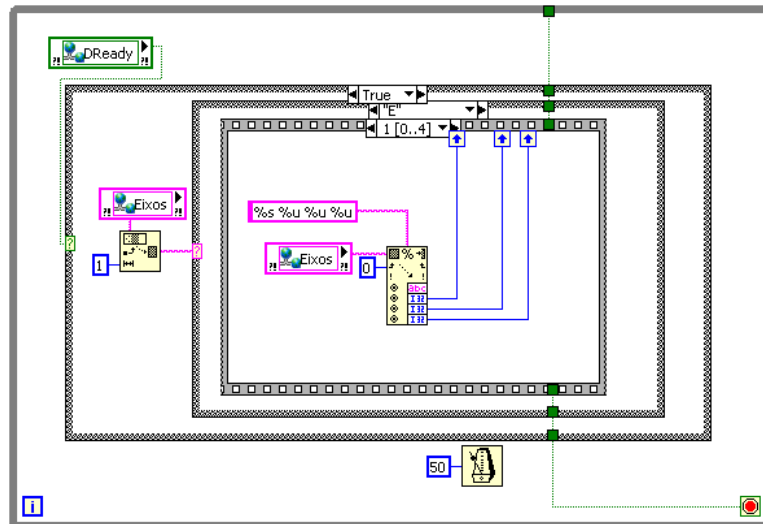 DReady
True
"E"
1 [0..4]
Eixos
%s %u %u %u
Eixos
1
0
%
abc
I32
I32
I32
50
i